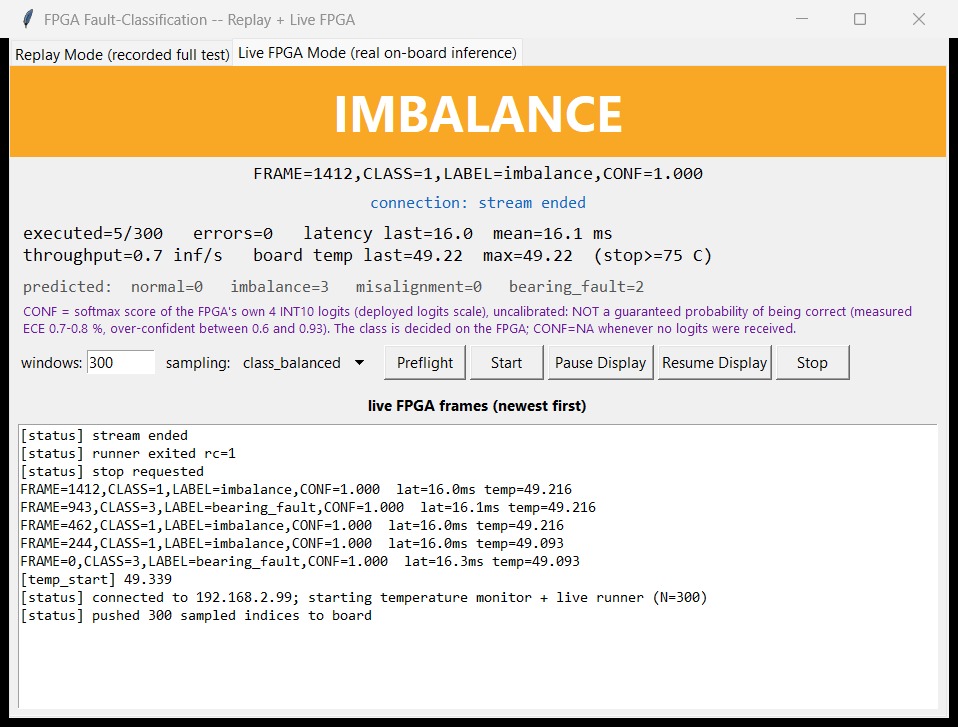 FPGA Fault-Classification -- Replay + Live FPGA
Replay Mode (recorded full test) Live FPGA Mode (real on-board inference)
IMBALANCE
FRAME=1412,CLASS=1,LABEL=imbalance,CONF=1.000
connection: stream ended
executed=5/300 errors=0 latency last=16.0 mean=16.1 ms
throughput=0.7 inf/s board temp last=49.22 max=49.22 (stop>=75 C)
predicted: normal=0 imbalance=3 misalignment=0 bearing_fault=2
CONF = softmax score of the FPGA's own 4 INT10 logits (deployed logits scale), uncalibrated: NOT a guaranteed probability of being correct (measured
ECE 0.7-0.8 %, over-confident between 0.6 and 0.93). The class is decided on the FPGA; CONF=NA whenever no logits were received.
windows: 300 sampling: class_balanced Preflight Start Pause Display Resume Display Stop
live FPGA frames (newest first)
[status] stream ended
[status] runner exited rc=1
[status] stop requested
FRAME=1412,CLASS=1,LABEL=imbalance,CONF=1.000 lat=16.0ms temp=49.216
FRAME=943,CLASS=3,LABEL=bearing_fault,CONF=1.000 lat=16.1ms temp=49.216
FRAME=462,CLASS=1,LABEL=imbalance,CONF=1.000 lat=16.0ms temp=49.216
FRAME=244,CLASS=1,LABEL=imbalance,CONF=1.000 lat=16.0ms temp=49.093
FRAME=0,CLASS=3,LABEL=bearing_fault,CONF=1.000 lat=16.3ms temp=49.093
[temp_start] 49.339
[status] connected to 192.168.2.99; starting temperature monitor + live runner (N=300)
[status] pushed 300 sampled indices to board